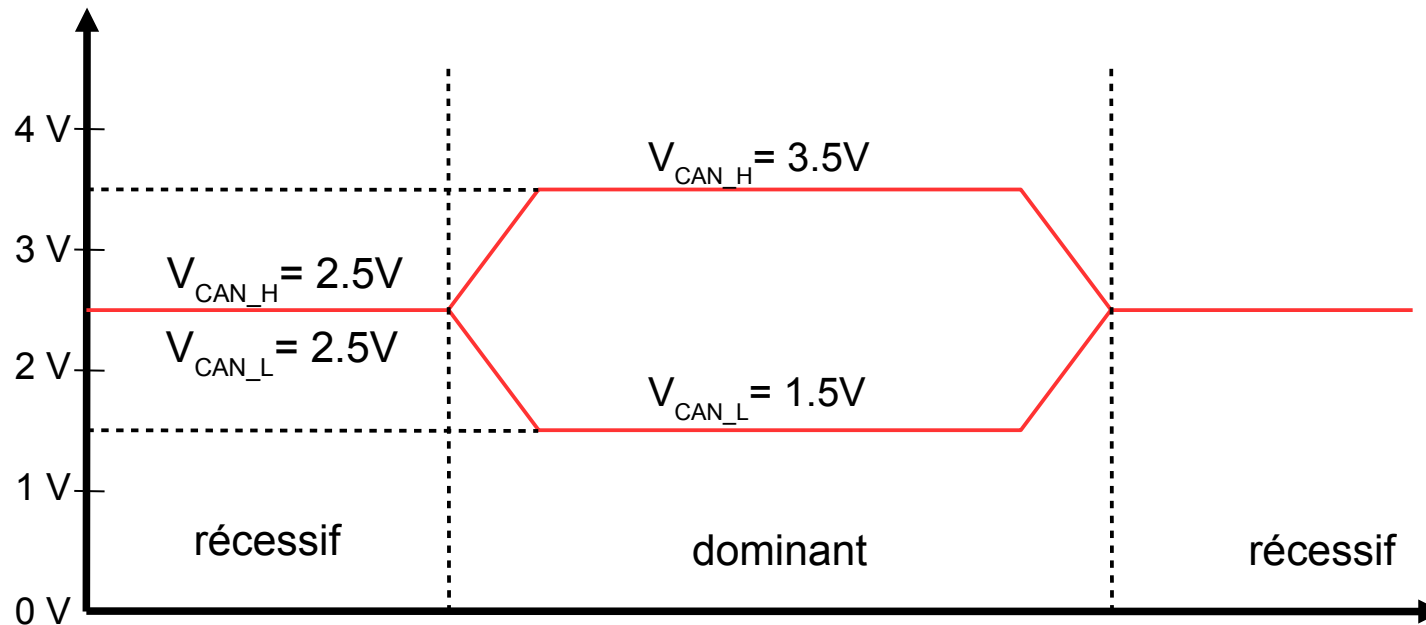 4 V
V_CAN_H= 3.5V
3 V
V_CAN_H= 2.5V
V_CAN_L= 2.5V
2 V
V_CAN_L= 1.5V
1 V
récessif
dominant
récessif
0 V